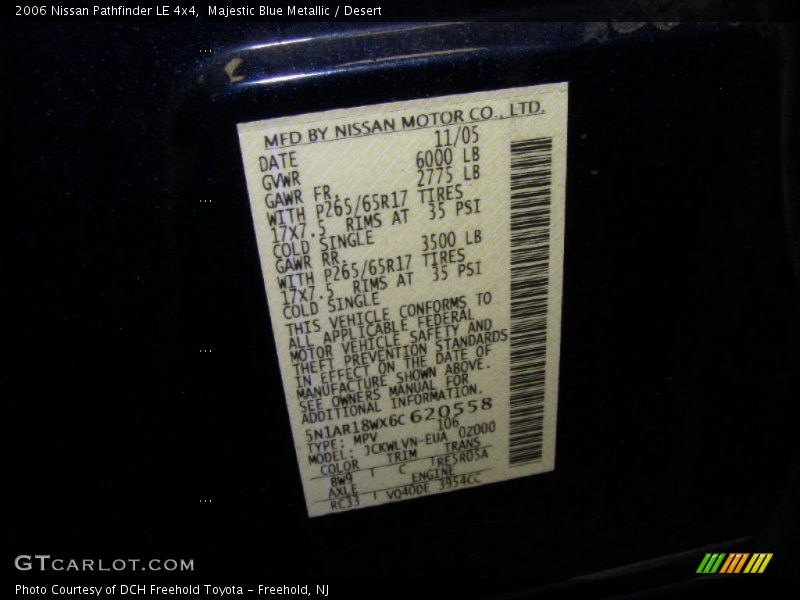 2006 Nissan Pathfinder LE 4x4,  Majestic Blue Metallic / Desert
MFD BY NISSAN MOTOR CO., LTD.
DATE 11/05
GVWR 6000 LB
GAWR FR. 2775 LB
WITH P265/65R17 TIRES
17X7.5 RIMS AT 35 PSI
COLD SINGLE
GAWR RR. 3500 LB
WITH P265/65R17 TIRES
17X7.5 RIMS AT 35 PSI
COLD SINGLE
THIS VEHICLE CONFORMS TO
ALL APPLICABLE FEDERAL
MOTOR VEHICLE SAFETY AND
THEFT PREVENTION STANDARDS
IN EFFECT ON THE DATE OF
MANUFACTURE SHOWN ABOVE.
SEE OWNERS MANUAL FOR
ADDITIONAL INFORMATION.
5N1AR18WX6C 620558
TYPE: MPV 106
MODEL: JCKWLVN-EUA 0Z000
COLOR TRIM TRANS
BW9 C TRE5R05A
AXLE ENGINE
RC33 VQ40DE 3954CC
GTCARLOT.COM
Photo Courtesy of DCH Freehold Toyota - Freehold, NJ